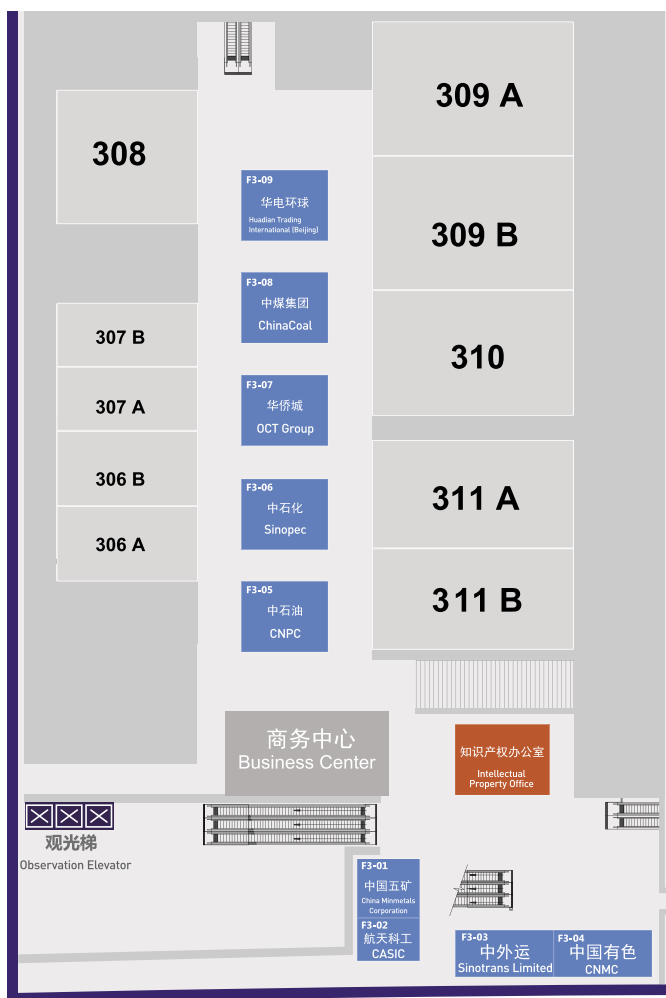 309 A
308
F3-09
华电环球
Huadian Trading
International (Beijing)
309 B
F3-08
中煤集团
ChinaCoal
307 B
310
F3-07
华侨城
OCT Group
307 A
306 B
F3-06
中石化
Sinopec
311 A
306 A
F3-05
中石油
CNPC
311 B
商务中心
Business Center
知识产权办公室
Intellectual
Property Office
观光梯
Observation Elevator
F3-01
中国五矿
China Minmetals
Corporation
F3-02
航天科工
CASIC
F3-03
中外运
Sinotrans Limited
F3-04
中国有色
CNMC